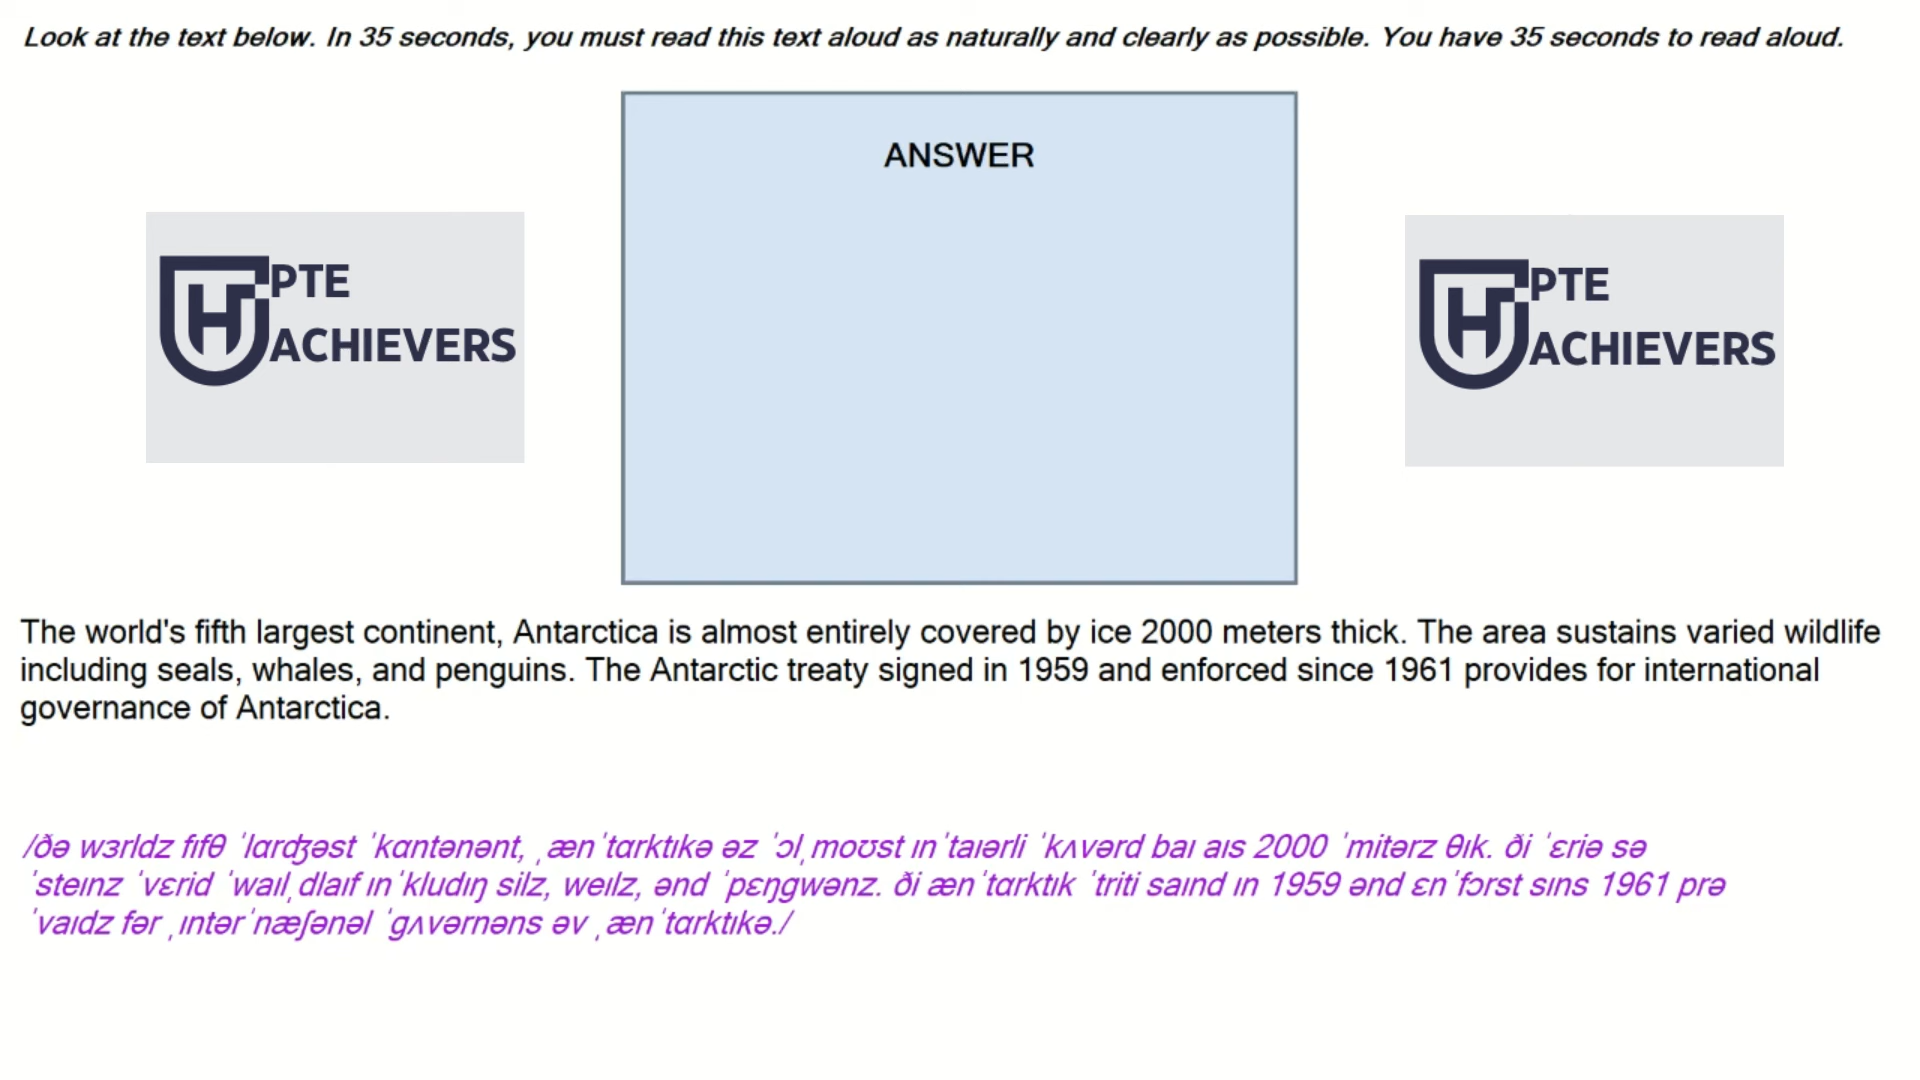 Look at the text below. In 35 seconds, you must read this text aloud as naturally and clearly as possible. You have 35 seconds to read aloud.
ANSWER
PTE
ACHIEVERS
PTE
ACHIEVERS
The world's fifth largest continent, Antarctica is almost entirely covered by ice 2000 meters thick. The area sustains varied wildlife
including seals, whales, and penguins. The Antarctic treaty signed in 1959 and enforced since 1961 provides for international
governance of Antarctica.
/ðə wɜrldz fɪfθ ˈlɑrʤəst ˈkɑntənənt, ˌænˈtɑrktɪkə əz ˈɔlˌmoʊst ɪnˈtaɪərli ˈkʌvərd baɪ aɪs 2000 ˈmitərz θɪk. ði ˈɛriə sə
ˈsteɪnz ˈvɛrid ˈwaɪlˌdlaɪf ɪnˈkludɪŋ silz, weɪlz, ənd ˈpɛŋgwənz. ði ænˈtɑrktɪk ˈtriti saɪnd ɪn 1959 ənd ɛnˈfɔrst sɪns 1961 prə
ˈvaɪdz fər ˌɪntərˈnæʃənəl ˈgʌvərnəns əv ˌænˈtɑrktɪkə./